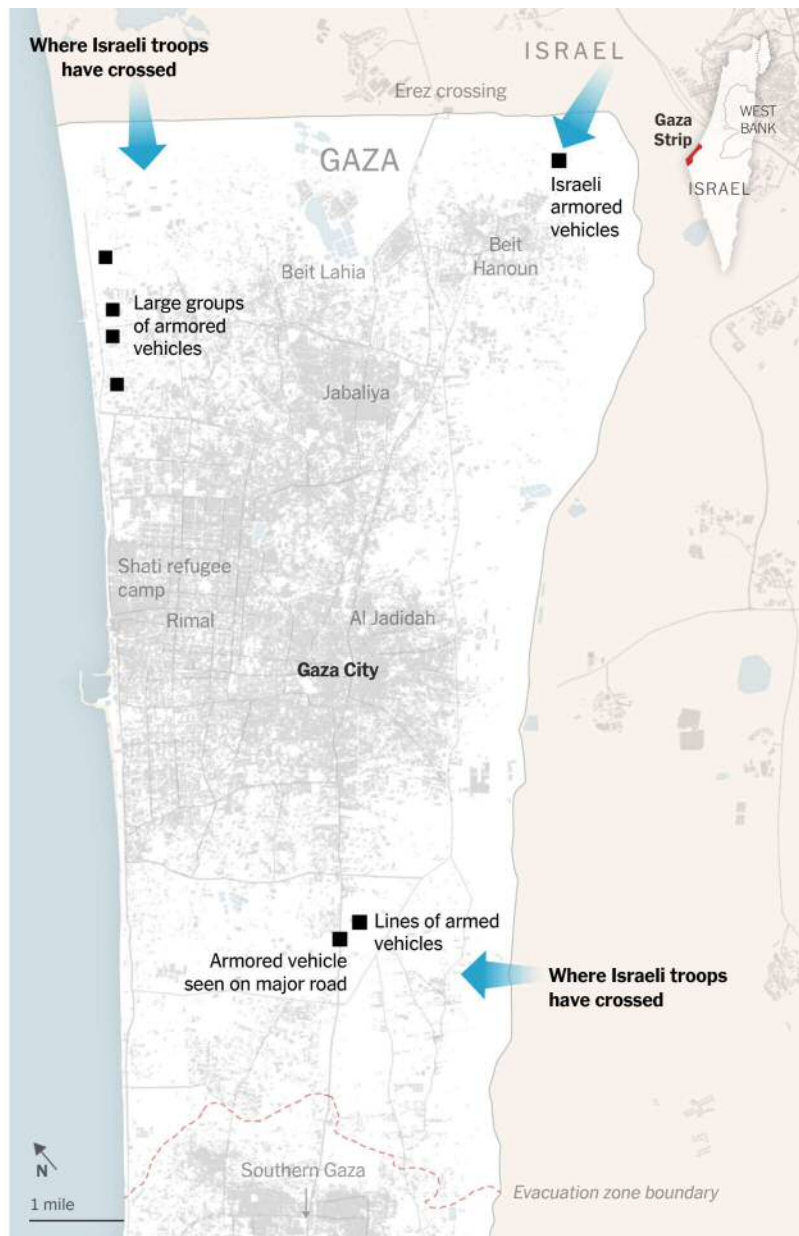 Where Israeli troops
have crossed
ISRAEL
Erez crossing
GAZA
Gaza
Strip
WEST
BANK
ISRAEL
Israeli
armored
vehicles
Beit
Hanoun
Beit Lahia
Large groups
of armored
vehicles
Jabaliya
Shati refugee
camp
Rimal
Al Jadidah
Gaza City
Lines of armed
vehicles
Armored vehicle
seen on major road
Where Israeli troops
have crossed
N
1 mile
Southern Gaza
Evacuation zone boundary